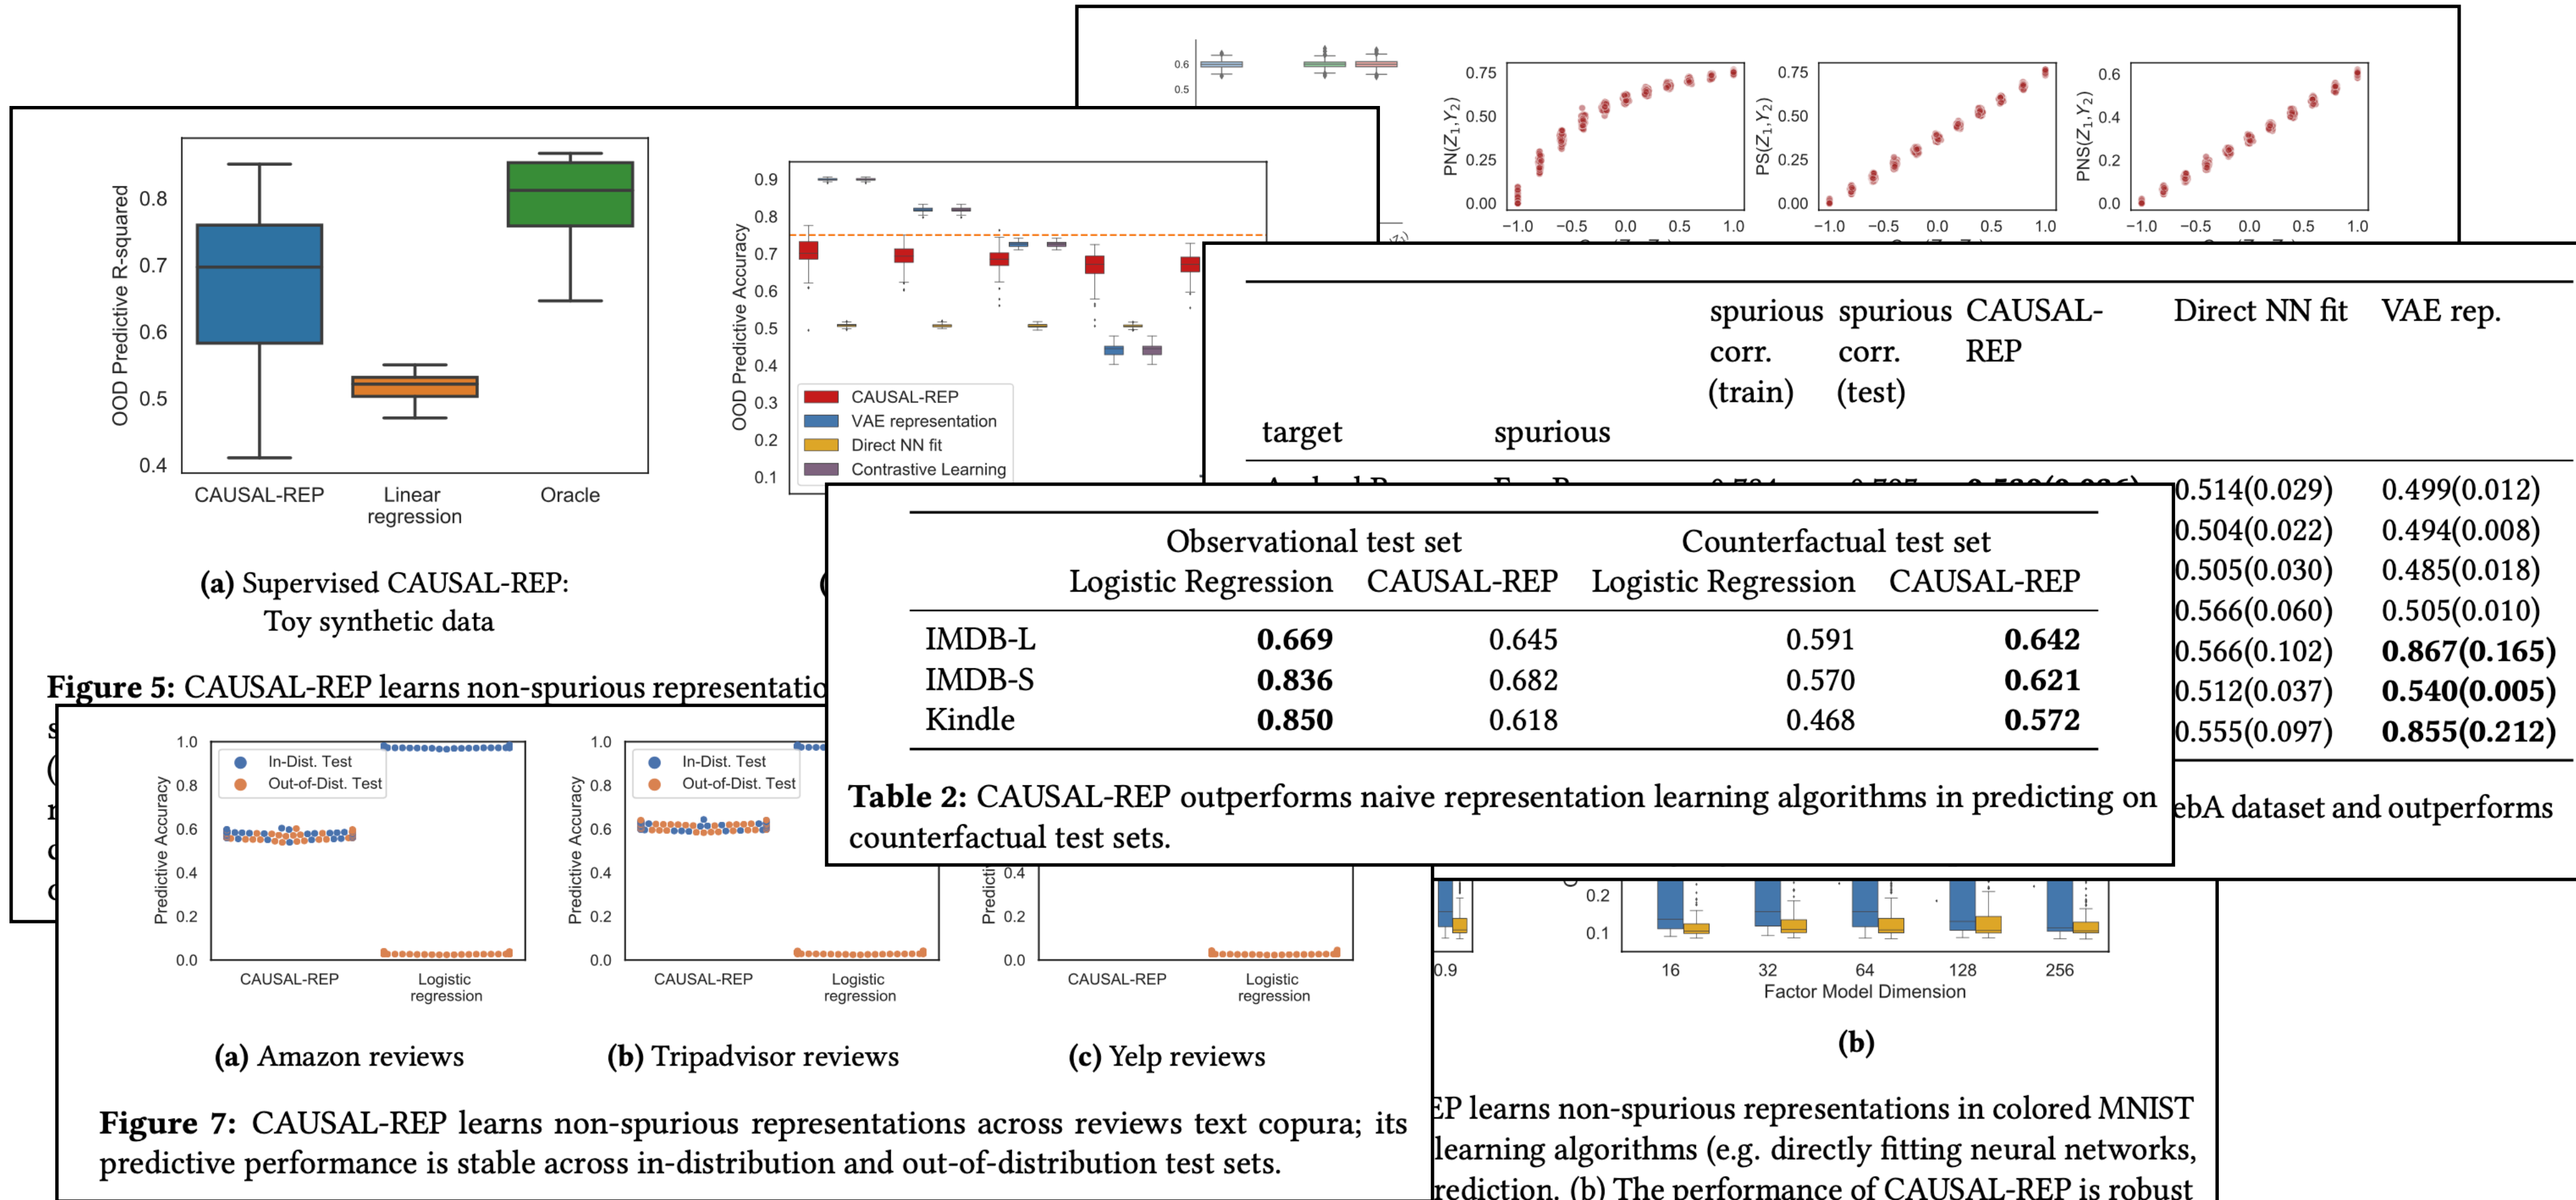 0.6
0.5
0.75
0.50
0.25
0.00
PN(Z1,Y2)
−1.0 −0.5 0.0 0.5 1.0
0.75
0.50
0.25
0.00
PS(Z1,Y2)
−1.0 −0.5 0.0 0.5 1.0
0.6
0.4
0.2
0.0
PNS(Z1,Y2)
−1.0 −0.5 0.0 0.5 1.0
OOD Predictive R-squared
0.8
0.7
0.6
0.5
0.4
CAUSAL-REP Linear Oracle
regression
(a) Supervised CAUSAL-REP:
Toy synthetic data
OOD Predictive Accuracy
0.9
0.8
0.7
0.6
0.5
0.4
0.3
0.2
0.1
CAUSAL-REP
VAE representation
Direct NN fit
Contrastive Learning
Figure 5: CAUSAL-REP learns non-spurious
spurious spurious CAUSAL- Direct NN fit VAE rep.
corr. corr. REP
(train) (test)
target spurious
0.514(0.029) 0.499(0.012)
0.504(0.022) 0.494(0.008)
0.505(0.030) 0.485(0.018)
0.566(0.060) 0.505(0.010)
0.566(0.102) 0.867(0.165)
0.512(0.037) 0.540(0.005)
0.555(0.097) 0.855(0.212)
dataset and outperforms
Observational test set Counterfactual test set
Logistic Regression CAUSAL-REP Logistic Regression CAUSAL-REP
IMDB-L 0.669 0.645 0.591 0.642
IMDB-S 0.836 0.682 0.570 0.621
Kindle 0.850 0.618 0.468 0.572
Table 2: CAUSAL-REP outperforms naive representation learning algorithms in predicting on
counterfactual test sets.
Predictive Accuracy
1.0
0.8
0.6
0.4
0.2
0.0
In-Dist. Test
Out-of-Dist. Test
CAUSAL-REP Logistic
regression
(a) Amazon reviews
Predictive Accuracy
1.0
0.8
0.6
0.4
0.2
0.0
In-Dist. Test
Out-of-Dist. Test
CAUSAL-REP Logistic
regression
(b) Tripadvisor reviews
0.4
0.2
0.0
CAUSAL-REP Logistic
regression
(c) Yelp reviews
Figure 7: CAUSAL-REP learns non-spurious representations across reviews text copura; its
predictive performance is stable across in-distribution and out-of-distribution test sets.
0.9
0.2
0.1
16 32 64 128 256
Factor Model Dimension
(b)
learns non-spurious representations in colored MNIST
learning algorithms (e.g. directly fitting neural networks,
(b) The performance of CAUSAL-REP is robust